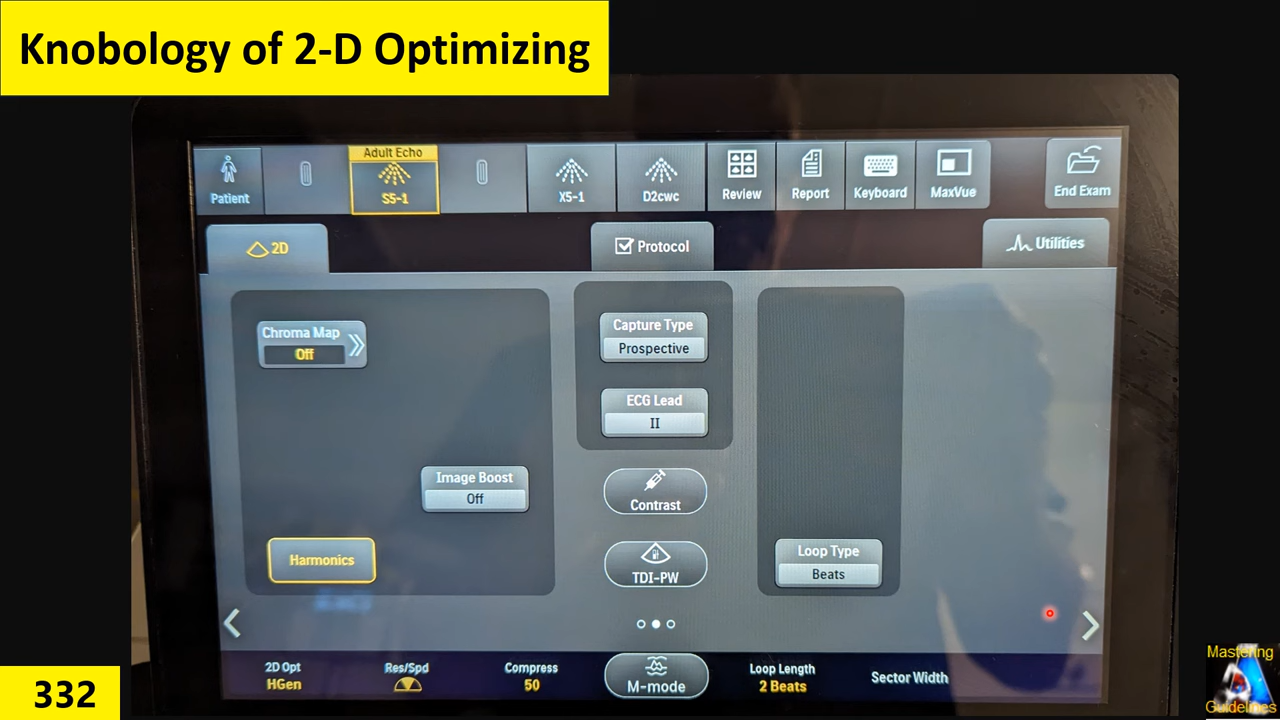 Knobology of 2-D Optimizing
Adult Echo
Patient
S5-1
X5-1
D2cwc
Review
Report
Keyboard
MaxVue
End Exam
2D
Protocol
Utilities
Chroma Map
Off
Capture Type
Prospective
ECG Lead
II
Image Boost
Off
Contrast
Harmonics
TDI-PW
Loop Type
Beats
2D Opt
HGen
Res/Spd
Compress
50
M-mode
Loop Length
2 Beats
Sector Width
332
Mastering
Guidelines